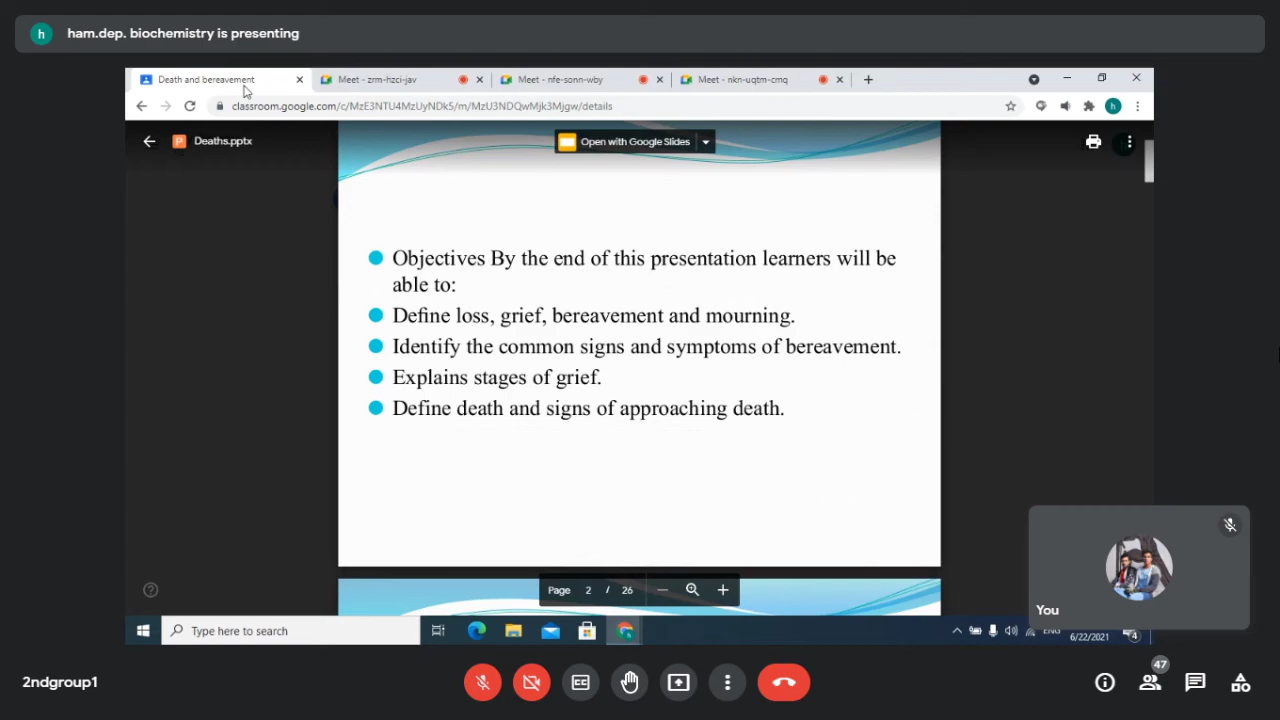 h ham.dep. biochemistry is presenting
Death and bereavement
Meet - zrm-hzci-jav
Meet - nfe-sonn-wby
Meet - nkn-uqtm-cmq
classroom.google.com/c/MzE3NTU4MzUyNDk5/m/MzU3NDQwMjk3Mjgw/details
h
P Deaths.pptx
Open with Google Slides
Objectives By the end of this presentation learners will be
able to:
Define loss, grief, bereavement and mourning.
Identify the common signs and symptoms of bereavement.
Explains stages of grief.
Define death and signs of approaching death.
Page 2 / 26
You
Type here to search
ENG
6/22/2021
4
2ndgroup1
CC
47